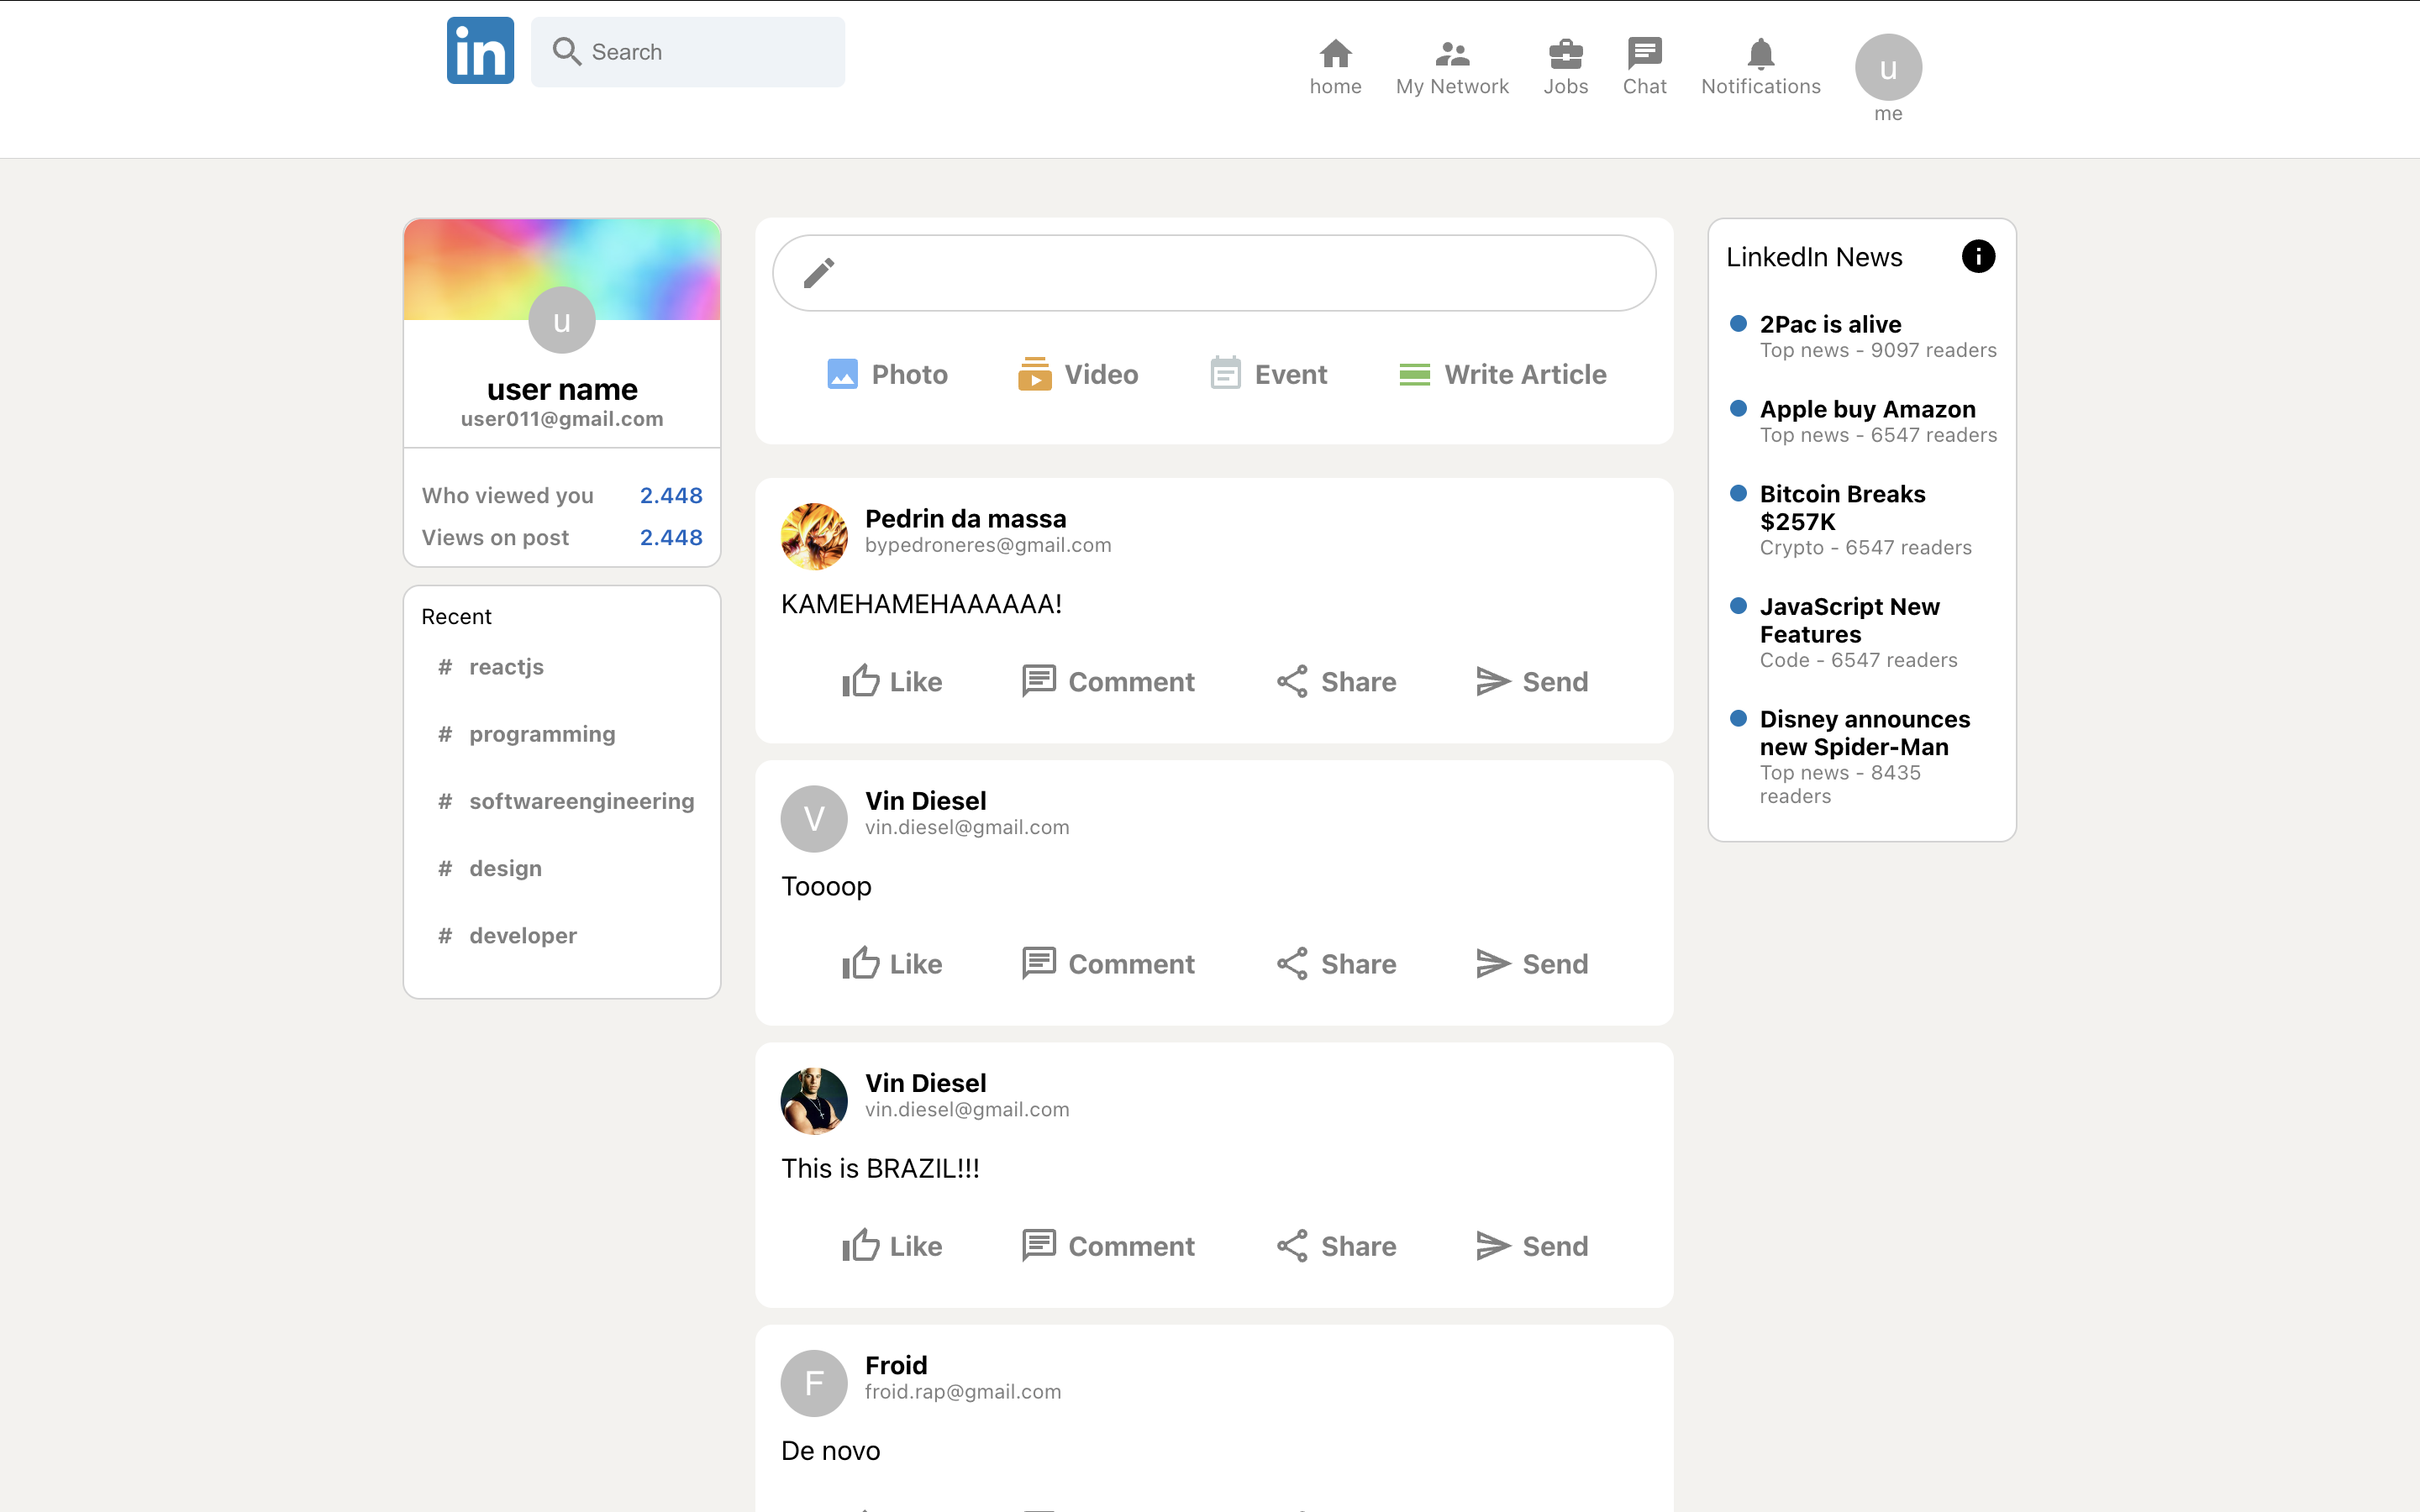 in
Search
home
My Network
Jobs
Chat
Notifications
u
me
u
user name
user011@gmail.com
Who viewed you 2.448
Views on post 2.448
Recent
# reactjs
# programming
# softwareengineering
# design
# developer
Photo
Video
Event
Write Article
Pedrin da massa
bypedroneres@gmail.com
KAMEHAMEHAAAAAA!
Like Comment Share Send
V
Vin Diesel
vin.diesel@gmail.com
Toooop
Like Comment Share Send
Vin Diesel
vin.diesel@gmail.com
This is BRAZIL!!!
Like Comment Share Send
F
Froid
froid.rap@gmail.com
De novo
LinkedIn News
i
2Pac is alive
Top news - 9097 readers
Apple buy Amazon
Top news - 6547 readers
Bitcoin Breaks
$257K
Crypto - 6547 readers
JavaScript New
Features
Code - 6547 readers
Disney announces
new Spider-Man
Top news - 8435
readers